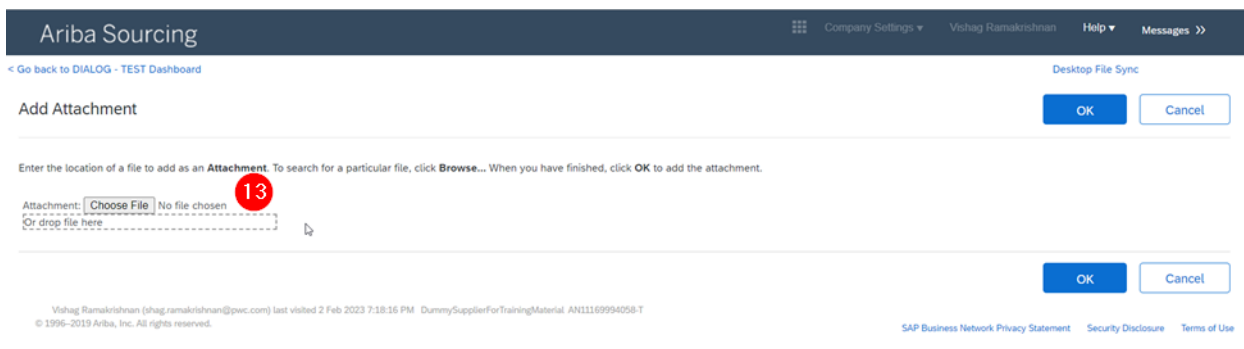 Ariba Sourcing
Company Settings ▾ Vishag Ramakrishnan Help ▾ Messages >>
< Go back to DIALOG - TEST Dashboard
Desktop File Sync
Add Attachment
OK Cancel
Enter the location of a file to add as an Attachment. To search for a particular file, click Browse... When you have finished, click OK to add the attachment.
13
Attachment: Choose File No file chosen
Or drop file here
OK Cancel
Vishag Ramakrishnan (shag.ramakrishnan@pwc.com) last visited 2 Feb 2023 7:18:16 PM DummySupplierForTrainingMaterial AN11169994058-T
© 1996–2019 Ariba, Inc. All rights reserved.
SAP Business Network Privacy Statement Security Disclosure Terms of Use